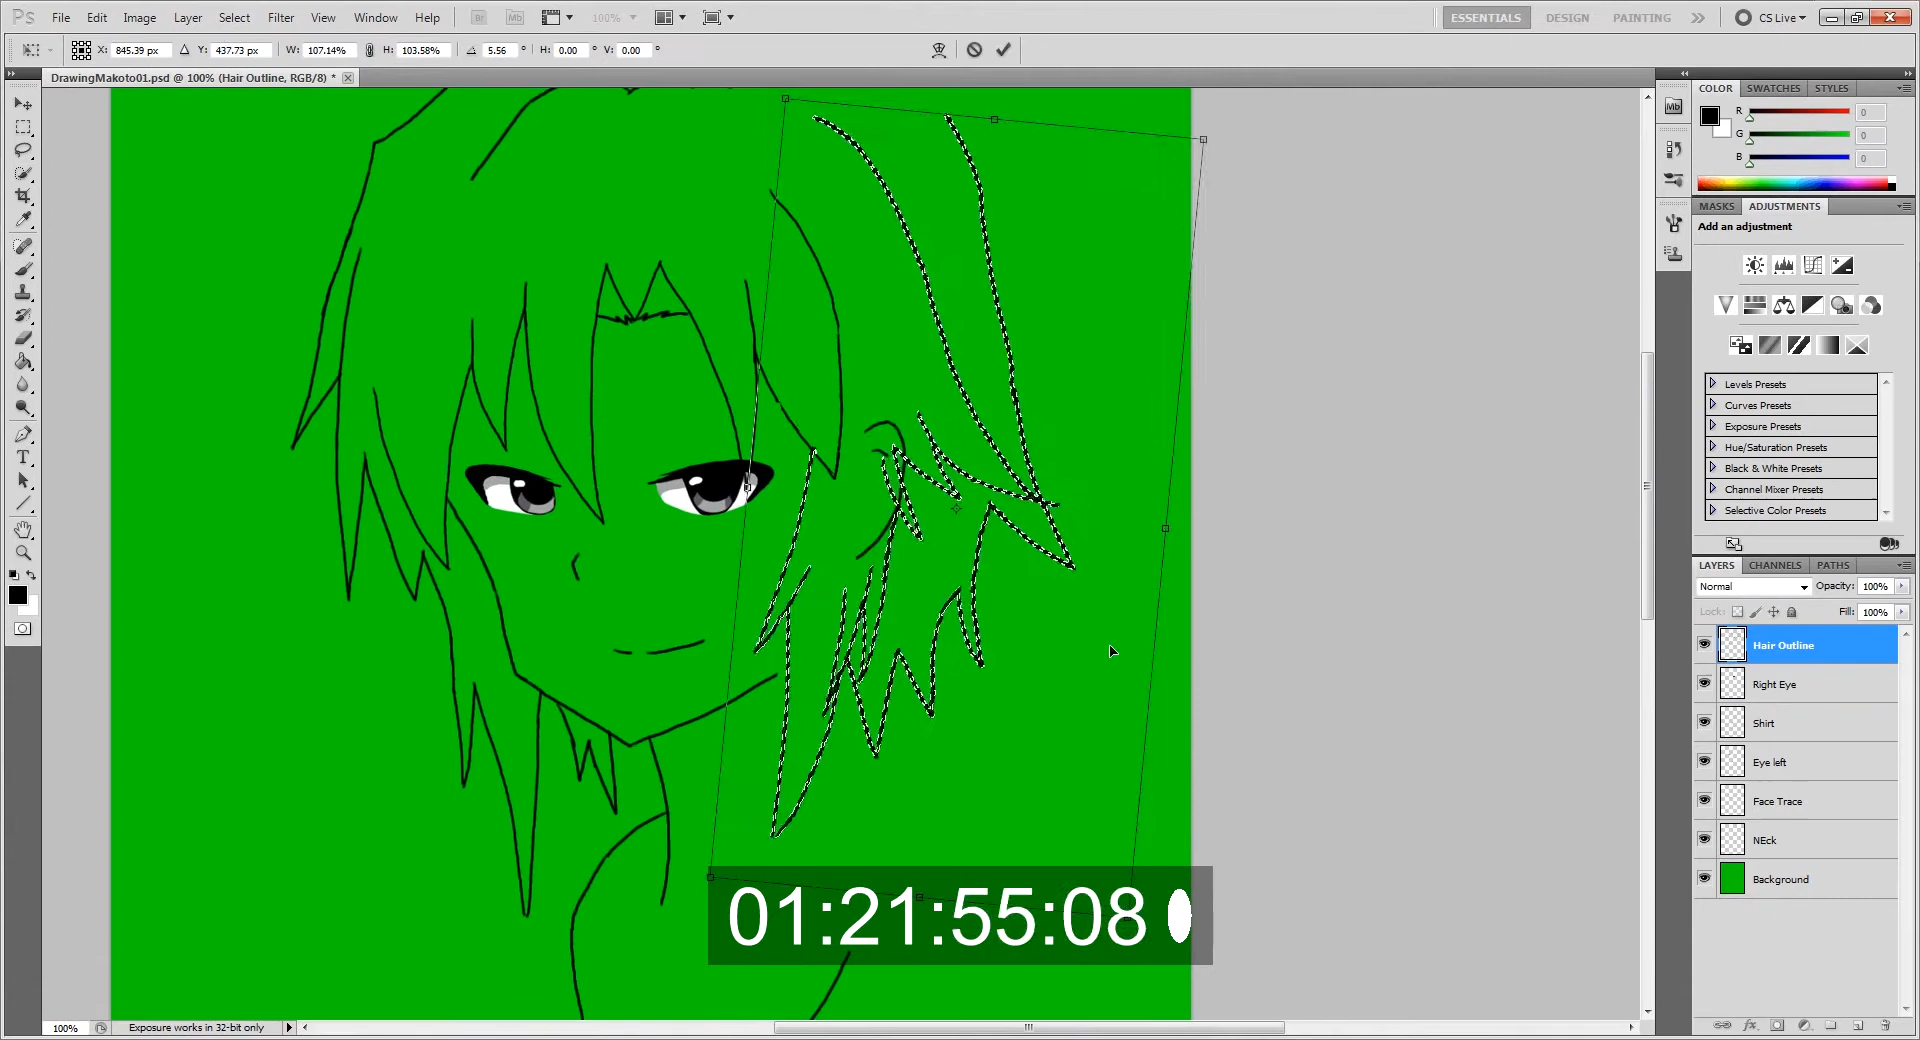 Ps File Edit Image Layer Select Filter View Window Help Br Mb 100% ESSENTIALS DESIGN PAINTING CS Live
X: 845.39 px Y: 437.73 px W: 107.14% H: 103.58% 5.56 ° H: 0.00 ° V: 0.00 °
DrawingMakoto01.psd @ 100% (Hair Outline, RGB/8) *
COLOR SWATCHES STYLES
Mb
R 0
G 0
B 0
MASKS ADJUSTMENTS
Add an adjustment
Levels Presets
Curves Presets
Exposure Presets
Hue/Saturation Presets
Black & White Presets
Channel Mixer Presets
Selective Color Presets
LAYERS CHANNELS PATHS
Normal Opacity: 100%
Lock: Fill: 100%
Hair Outline
Right Eye
Shirt
Eye left
Face Trace
NEck
Background
01:21:55:08
100% Exposure works in 32-bit only